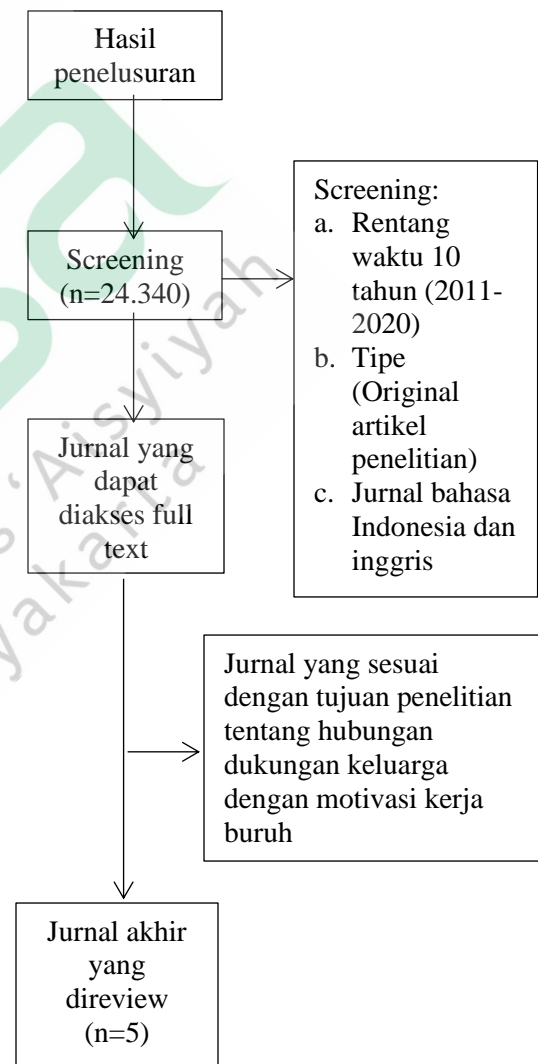 Hasil
penelusuran
Screening
(n=24.340)
Screening:
a. Rentang
waktu 10
tahun (2011-
2020)
b. Tipe
(Original
artikel
penelitian)
c. Jurnal bahasa
Indonesia dan
inggris
Jurnal yang
dapat
diakses full
text
Jurnal yang sesuai
dengan tujuan penelitian
tentang hubungan
dukungan keluarga
dengan motivasi kerja
buruh
Jurnal akhir
yang
direview
(n=5)
‘Aisyiyah
yakarta